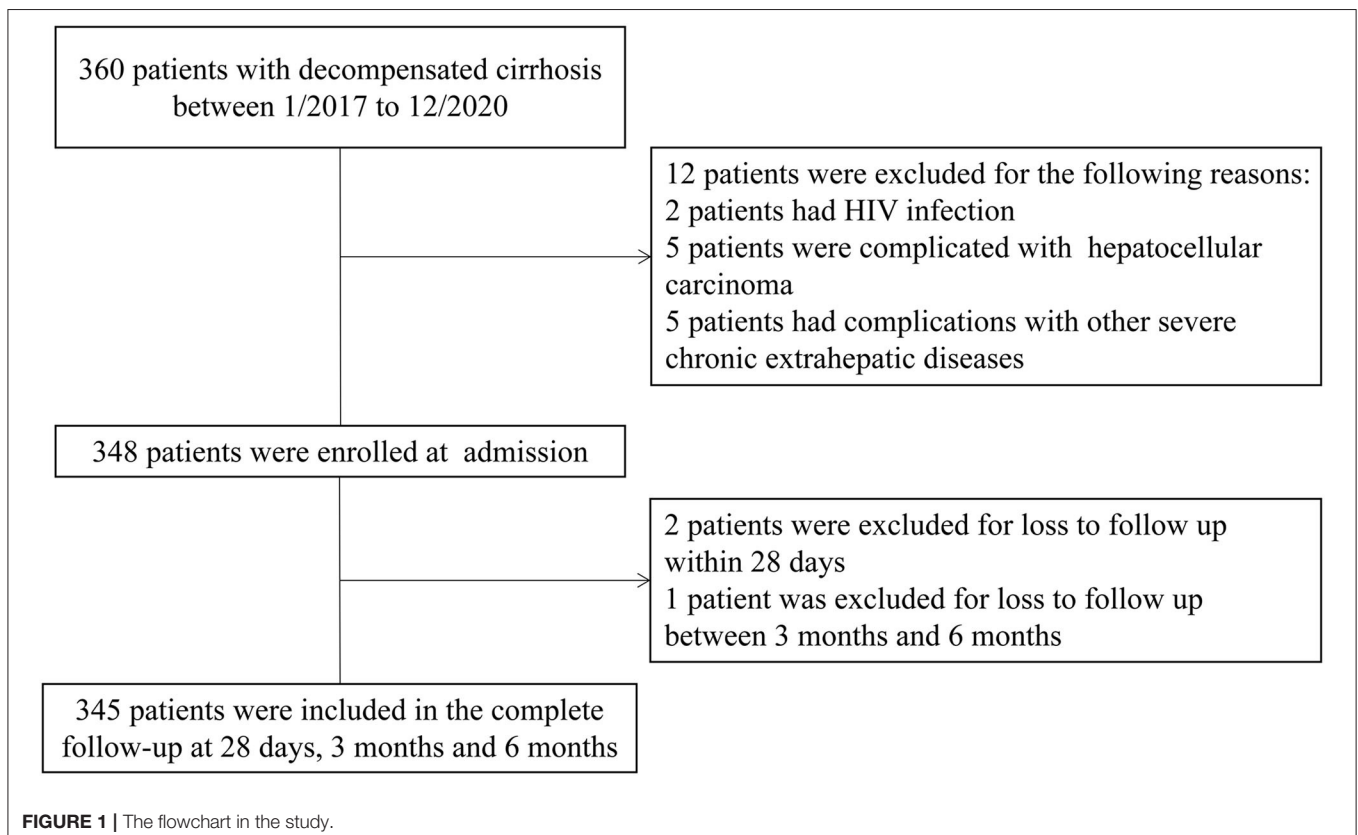 360 patients with decompensated cirrhosis
between 1/2017 to 12/2020
12 patients were excluded for the following reasons:
2 patients had HIV infection
5 patients were complicated with hepatocellular
carcinoma
5 patients had complications with other severe
chronic extrahepatic diseases
348 patients were enrolled at admission
2 patients were excluded for loss to follow up
within 28 days
1 patient was excluded for loss to follow up
between 3 months and 6 months
345 patients were included in the complete
follow-up at 28 days, 3 months and 6 months
FIGURE 1 | The flowchart in the study.